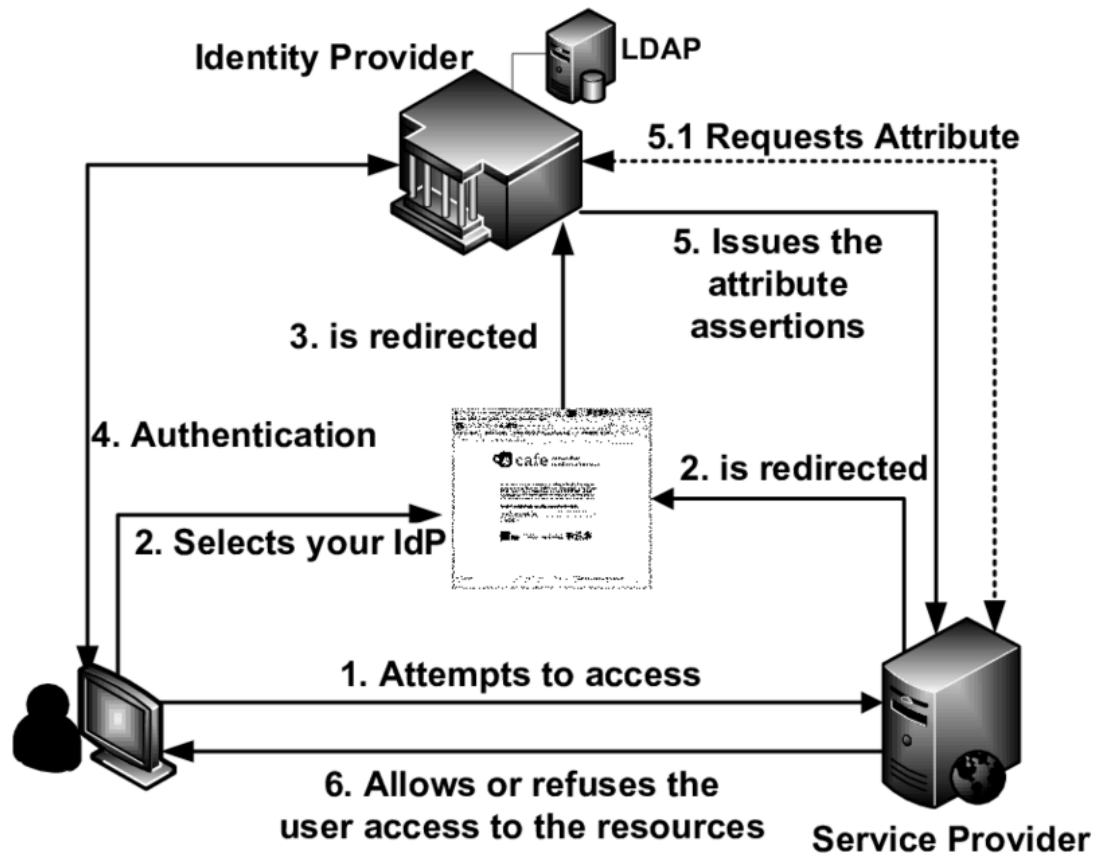 Identity Provider
LDAP
5.1 Requests Attribute
5. Issues the
attribute
assertions
3. is redirected
4. Authentication
cafe
2. is redirected
2. Selects your IdP
1. Attempts to access
6. Allows or refuses the
user access to the resources
Service Provider